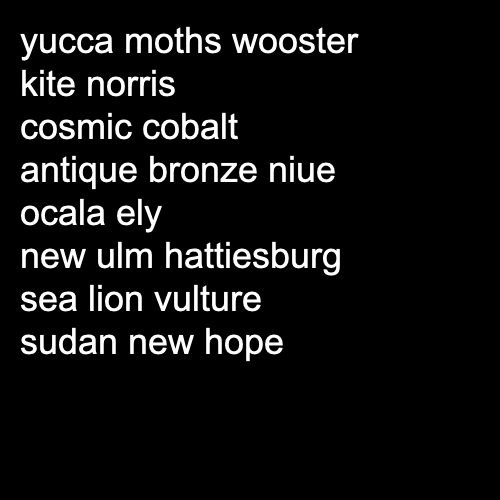 yucca moths wooster
kite norris
cosmic cobalt
antique bronze niue
ocala ely
new ulm hattiesburg
sea lion vulture
sudan new hope